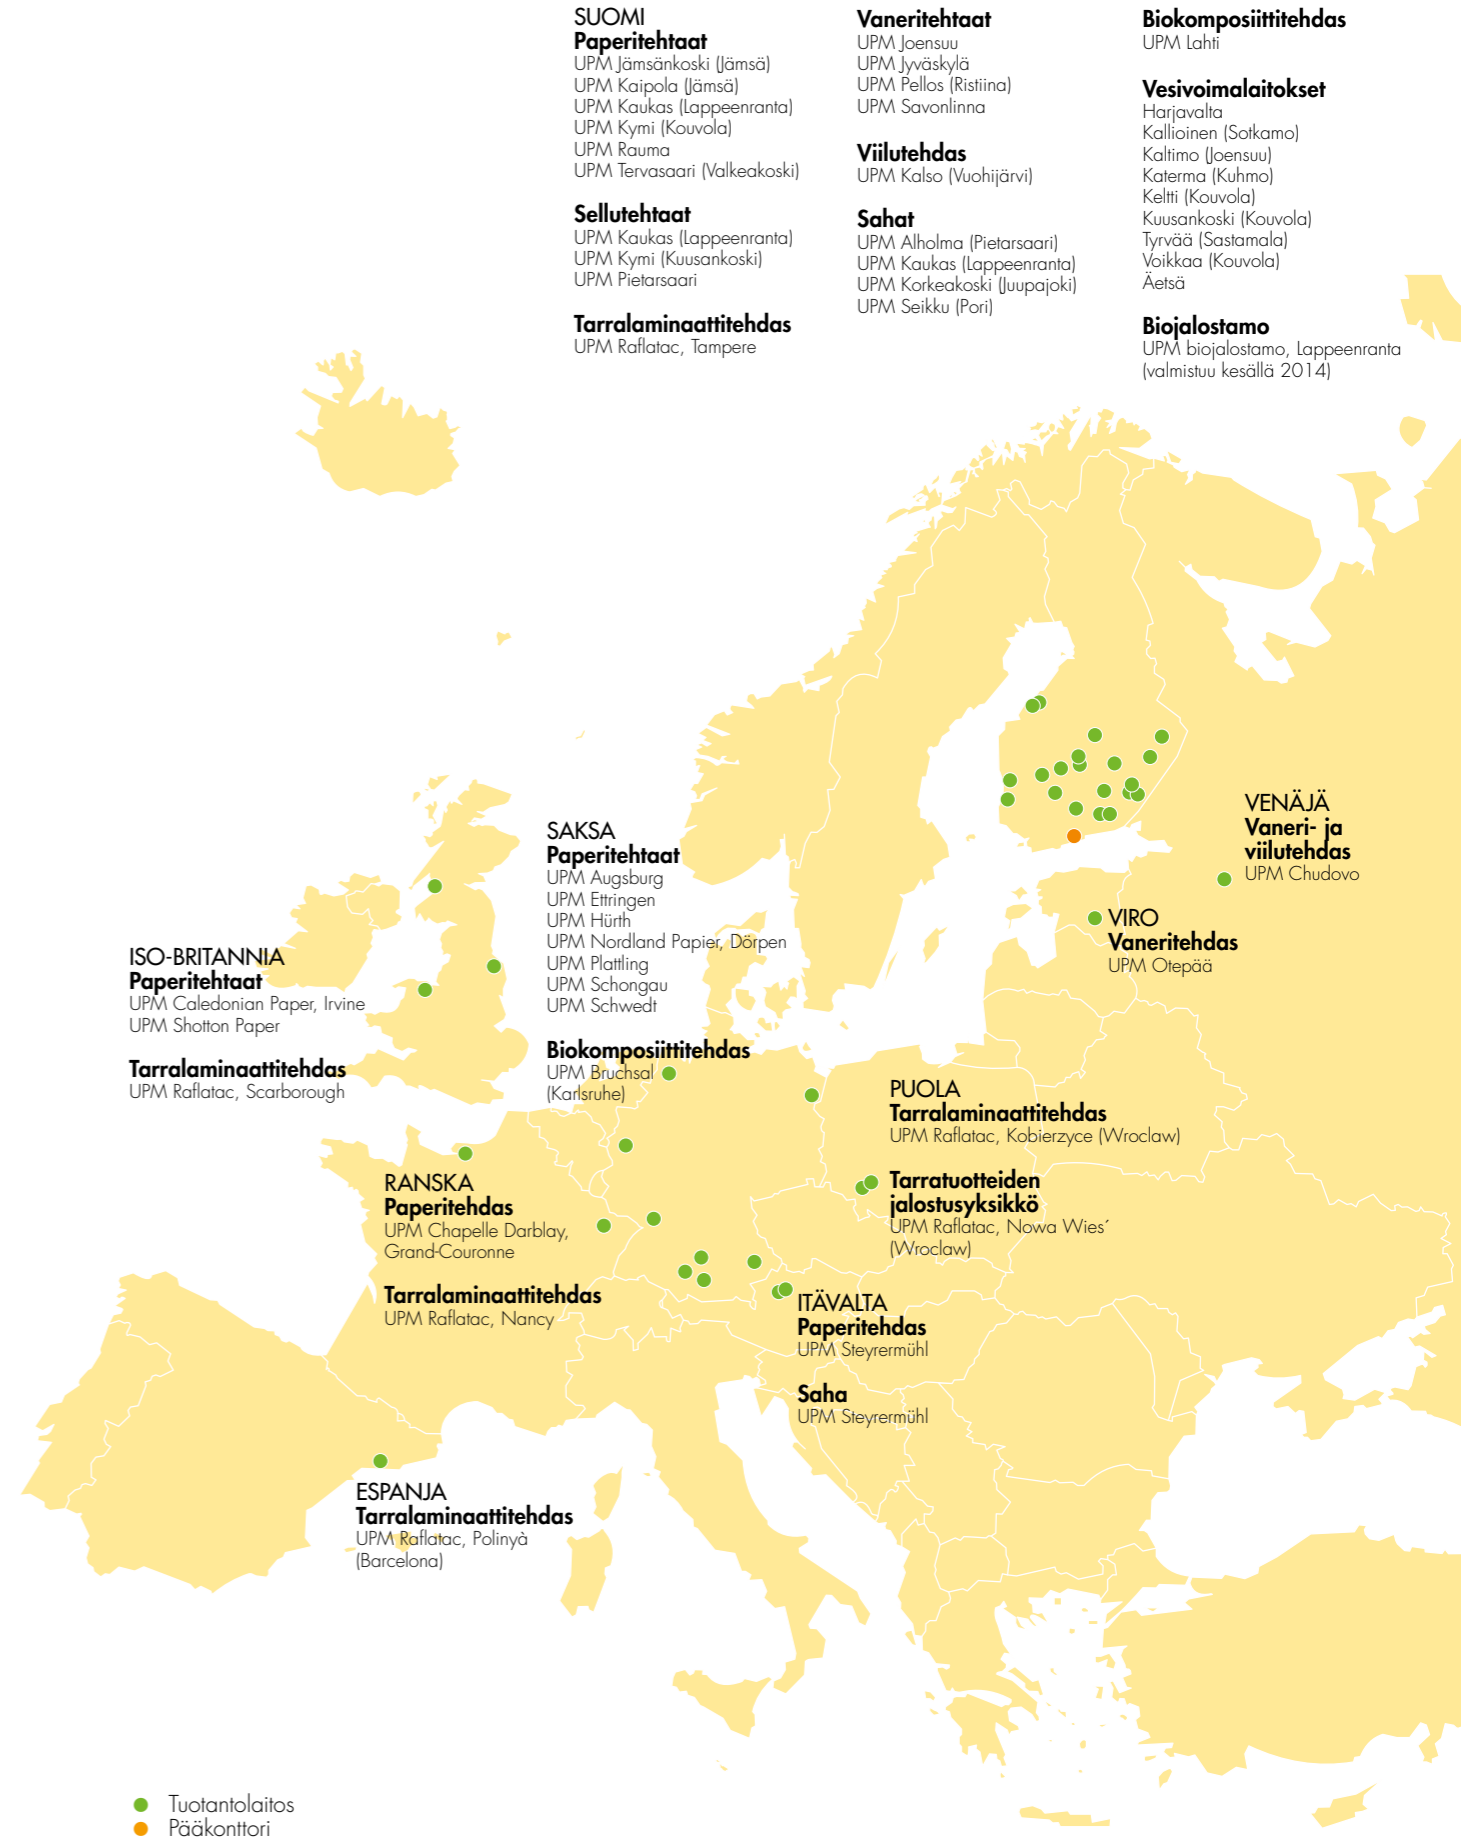 SUOMI
Paperitehtaat
UPM Jämsänkoski (Jämsä)
UPM Kaipola (Jämsä)
UPM Kaukas (Lappeenranta)
UPM Kymi (Kouvola)
UPM Rauma
UPM Tervasaari (Valkeakoski)
Sellutehtaat
UPM Kaukas (Lappeenranta)
UPM Kymi (Kuusankoski)
UPM Pietarsaari
Tarralaminaattitehdas
UPM Raflatac, Tampere
Vaneritehtaat
UPM Joensuu
UPM Jyväskylä
UPM Pellos (Ristiina)
UPM Savonlinna
Viilutehdas
UPM Kalso (Vuohijärvi)
Sahat
UPM Alholma (Pietarsaari)
UPM Kaukas (Lappeenranta)
UPM Korkeakoski (Juupajoki)
UPM Seikku (Pori)
Biokomposiittitehdas
UPM Lahti
Vesivoimalaitokset
Harjavalta
Kallioinen (Sotkamo)
Kaltimo (Joensuu)
Katerma (Kuhmo)
Keltti (Kouvola)
Kuusankoski (Kouvola)
Tyrvää (Sastamala)
Voikkaa (Kouvola)
Äetsä
Biojalostamo
UPM biojalostamo, Lappeenranta
(valmistuu kesällä 2014)
VENÄJÄ
Vaneri- ja
viilutehdas
UPM Chudovo
VIRO
Vaneritehdas
UPM Otepää
SAKSA
Paperitehtaat
UPM Augsburg
UPM Ettringen
UPM Hürth
UPM Nordland Papier, Dörpen
UPM Plattling
UPM Schongau
UPM Schwedt
Biokomposiittitehdas
UPM Bruchsal
(Karlsruhe)
ISO-BRITANNIA
Paperitehtaat
UPM Caledonian Paper, Irvine
UPM Shotton Paper
Tarralaminaattitehdas
UPM Raflatac, Scarborough
PUOLA
Tarralaminaattitehdas
UPM Raflatac, Kobierzyce (Wroclaw)
Tarratuotteiden
jalostusyksikkö
UPM Raflatac, Nowa Wies´
(Wroclaw)
RANSKA
Paperitehdas
UPM Chapelle Darblay,
Grand-Couronne
Tarralaminaattitehdas
UPM Raflatac, Nancy
ITÄVALTA
Paperitehdas
UPM Steyrermühl
Saha
UPM Steyrermühl
ESPANJA
Tarralaminaattitehdas
UPM Raflatac, Polinyà
(Barcelona)
Tuotantolaitos
Pääkonttori